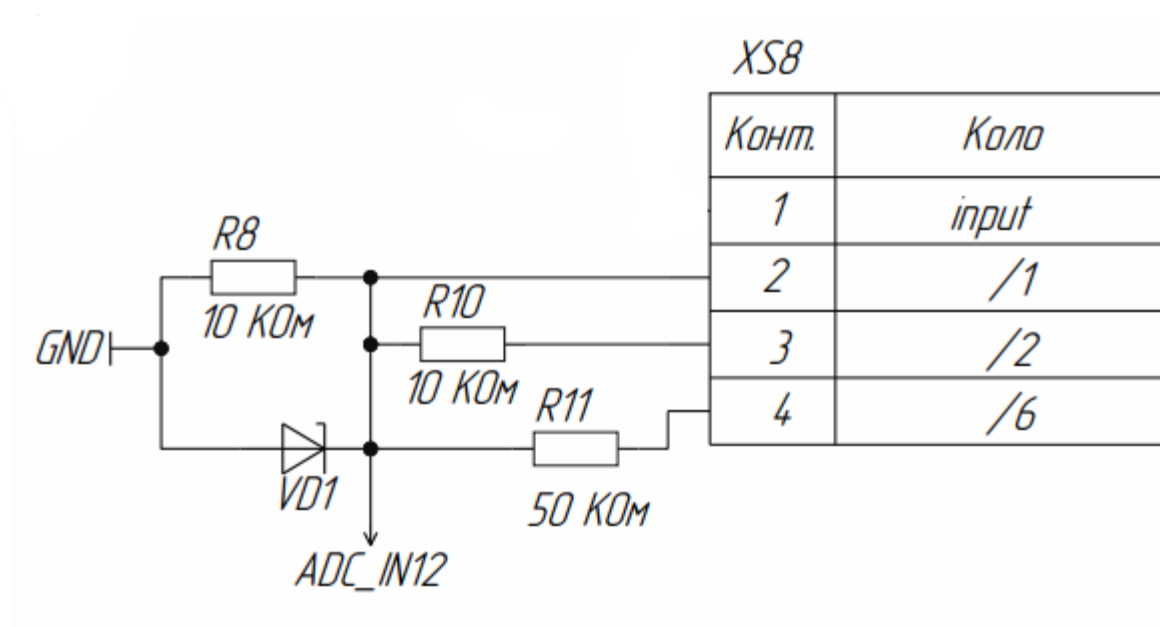 XS8
Конт. Коло
1 input
2 /1
3 /2
4 /6
R8
10 КОм
R10
10 КОм
R11
50 КОм
GND
VD1
ADC_IN12